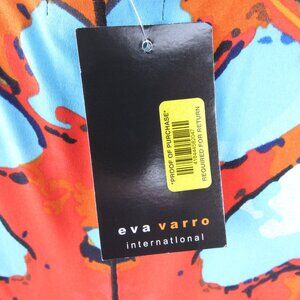 *PROOF OF PURCHASE*
REQUIRED FOR RETURN
eva varro
international